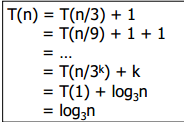 T(n) = T(n/3) + 1
= T(n/9) + 1 + 1
= ...
= T(n/3ᵏ) + k
= T(1) + log₃n
= log₃n